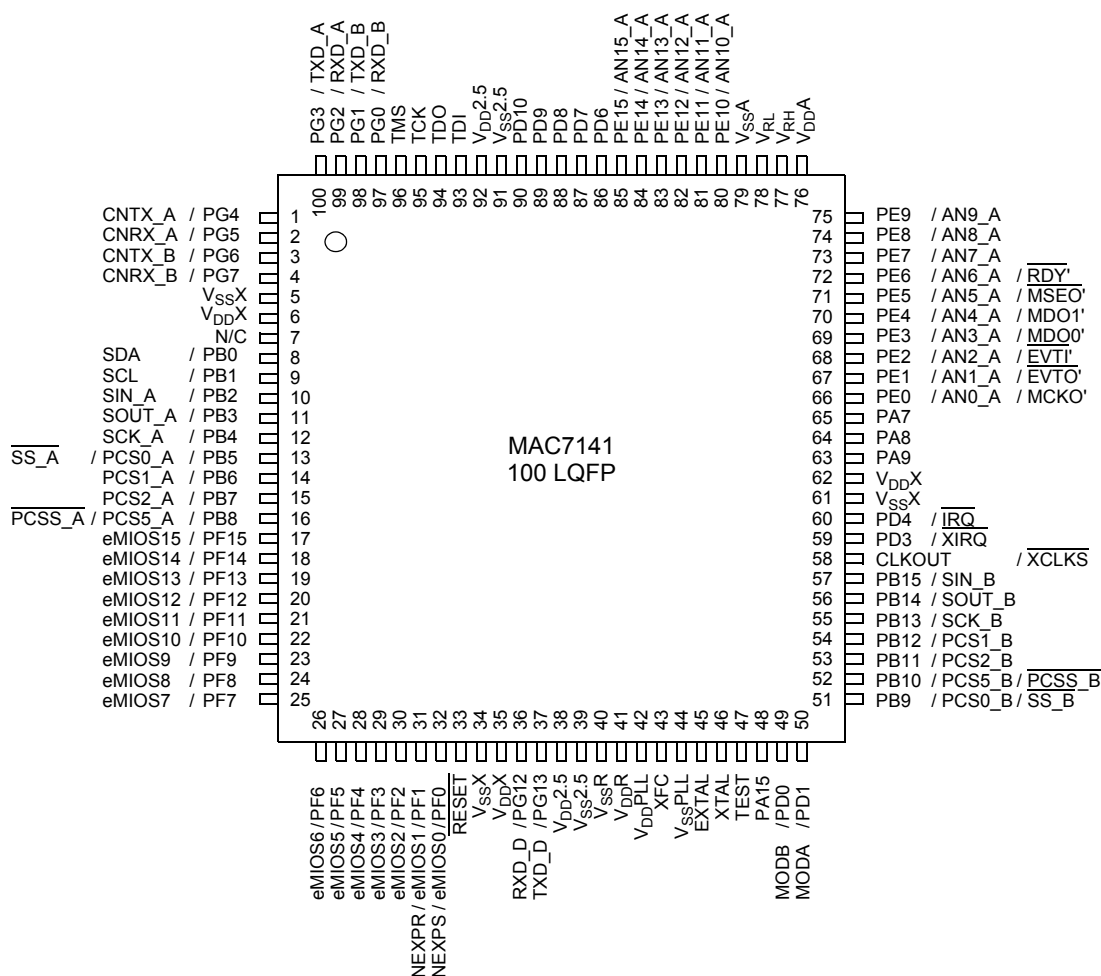 PG3 / TXD_A
PG2 / RXD_A
PG1 / TXD_B
PG0 / RXD_B
TMS
TCK
TDO
TDI
VDD2.5
VSS2.5
PD10
PD9
PD8
PD7
PD6
PE15 / AN15_A
PE14 / AN14_A
PE13 / AN13_A
PE12 / AN12_A
PE11 / AN11_A
PE10 / AN10_A
VSSA
VRL
VRH
VDDA
100
99
98
97
96
95
94
93
92
91
90
89
88
87
86
85
84
83
82
81
80
79
78
77
76
CNTX_A / PG4 1
CNRX_A / PG5 2
CNTX_B / PG6 3
CNRX_B / PG7 4
VSSX 5
VDDX 6
N/C 7
SDA / PB0 8
SCL / PB1 9
SIN_A / PB2 10
SOUT_A / PB3 11
SCK_A / PB4 12
SS_A / PCS0_A / PB5 13
PCS1_A / PB6 14
PCS2_A / PB7 15
PCSS_A / PCS5_A / PB8 16
eMIOS15 / PF15 17
eMIOS14 / PF14 18
eMIOS13 / PF13 19
eMIOS12 / PF12 20
eMIOS11 / PF11 21
eMIOS10 / PF10 22
eMIOS9 / PF9 23
eMIOS8 / PF8 24
eMIOS7 / PF7 25
MAC7141
100 LQFP
75 PE9 / AN9_A
74 PE8 / AN8_A
73 PE7 / AN7_A
72 PE6 / AN6_A / RDY'
71 PE5 / AN5_A / MSEO'
70 PE4 / AN4_A / MDO1'
69 PE3 / AN3_A / MDO0'
68 PE2 / AN2_A / EVTI'
67 PE1 / AN1_A / EVTO'
66 PE0 / AN0_A / MCKO'
65 PA7
64 PA8
63 PA9
62 VDDX
61 VSSX
60 PD4 / IRQ
59 PD3 / XIRQ
58 CLKOUT / XCLKS
57 PB15 / SIN_B
56 PB14 / SOUT_B
55 PB13 / SCK_B
54 PB12 / PCS1_B
53 PB11 / PCS2_B
52 PB10 / PCS5_B / PCSS_B
51 PB9 / PCS0_B / SS_B
26
27
28
29
30
31
32
33
34
35
36
37
38
39
40
41
42
43
44
45
46
47
48
49
50
eMIOS6 / PF6
eMIOS5 / PF5
eMIOS4 / PF4
eMIOS3 / PF3
eMIOS2 / PF2
NEXPR / eMIOS1 / PF1
NEXPS / eMIOS0 / PF0
RESET
VSSX
VDDX
RXD_D / PG12
TXD_D / PG13
VDD2.5
VSS2.5
VSSR
VDDR
VDDPLL
XFC
VSSPLL
EXTAL
XTAL
TEST
PA15
MODB / PD0
MODA / PD1